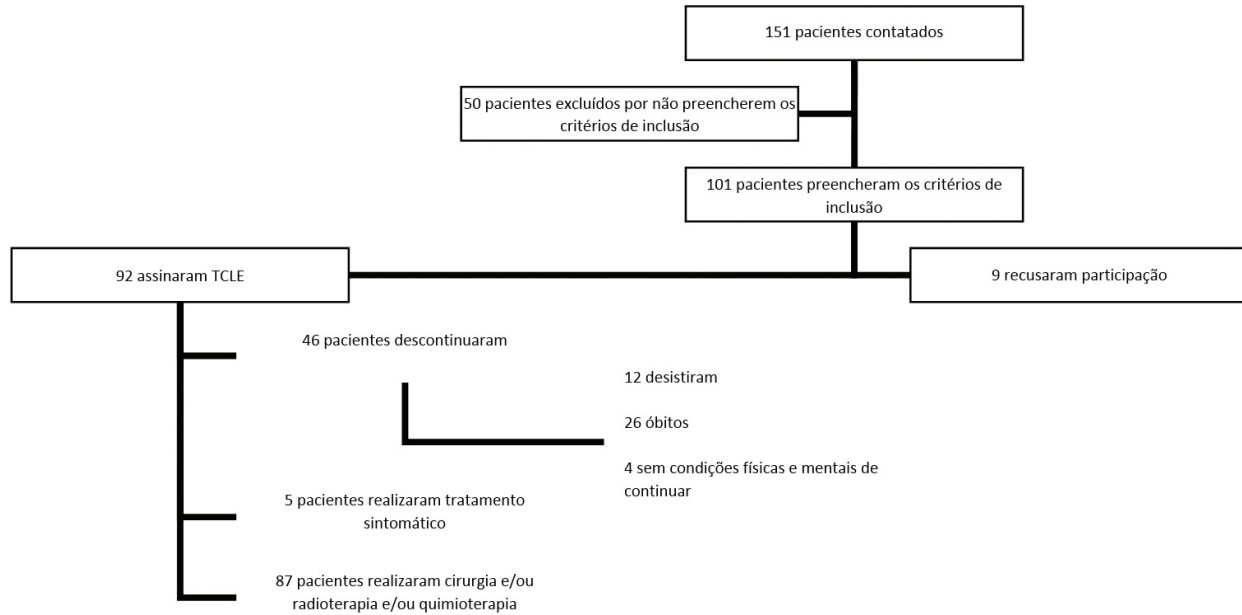 151 pacientes contatados
50 pacientes excluídos por não preencherem os
critérios de inclusão
101 pacientes preencheram os critérios de
inclusão
92 assinaram TCLE
9 recusaram participação
46 pacientes descontinuaram
12 desistiram
26 óbitos
4 sem condições físicas e mentais de
continuar
5 pacientes realizaram tratamento
sintomático
87 pacientes realizaram cirurgia e/ou
radioterapia e/ou quimioterapia